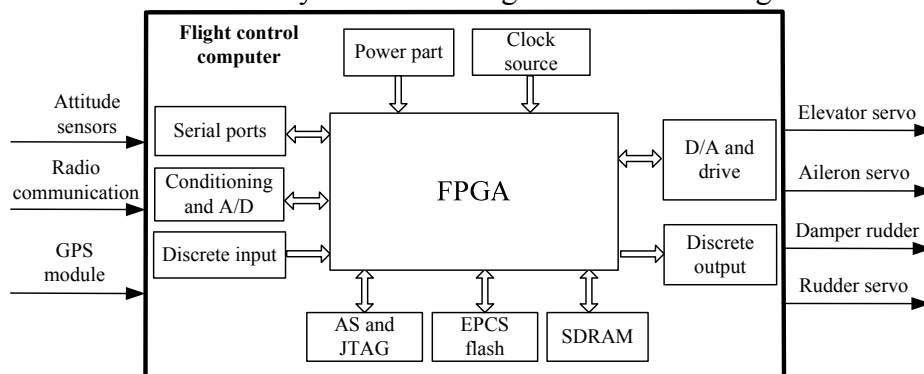 Flight control
computer
Power part
Clock
source
Attitude
sensors
Serial ports
Radio
communication
Conditioning
and A/D
GPS
module
Discrete input
FPGA
D/A and
drive
Discrete
output
Elevator servo
Aileron servo
Damper rudder
Rudder servo
AS and
JTAG
EPCS
flash
SDRAM